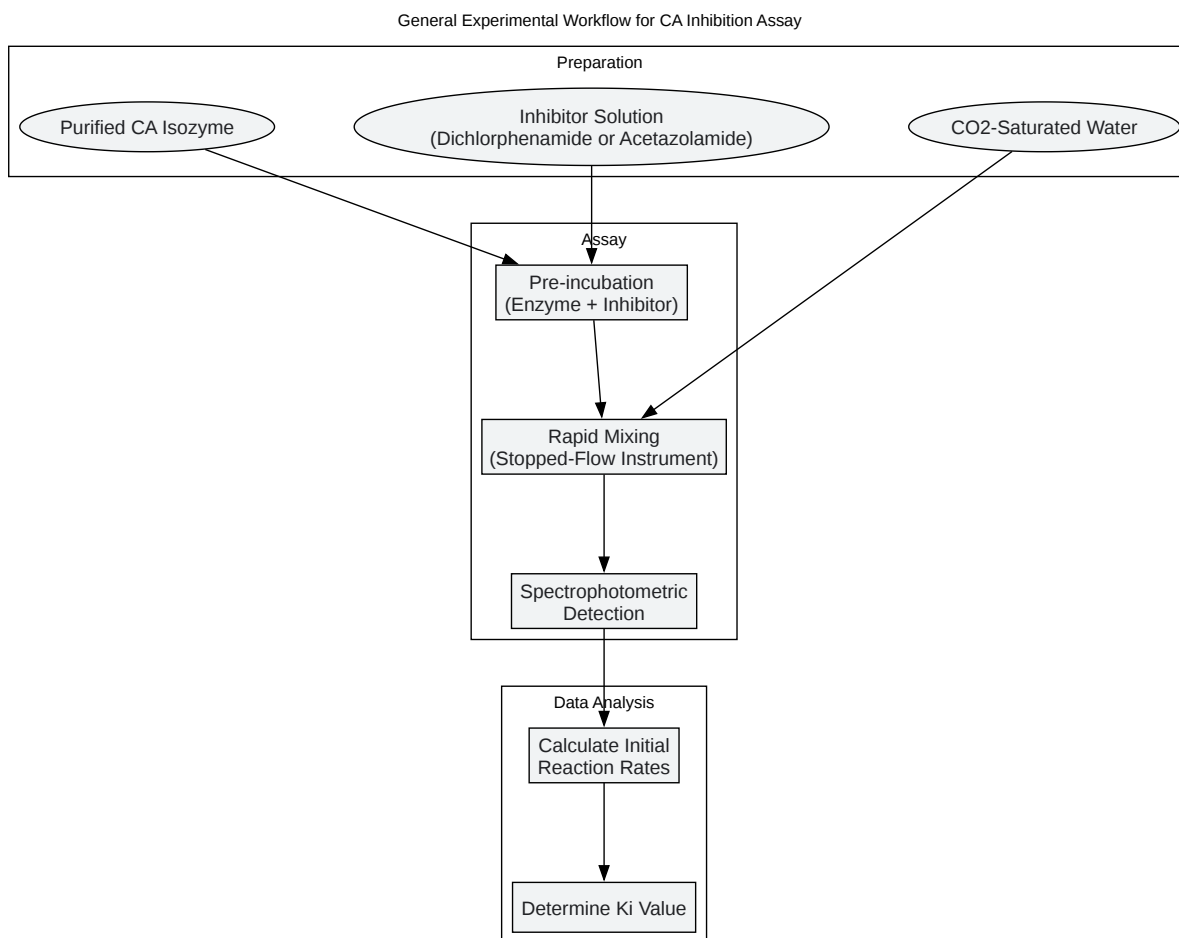 General Experimental Workflow for CA Inhibition Assay
Preparation
Purified CA Isozyme
Inhibitor Solution
(Dichlorphenamide or Acetazolamide)
CO2-Saturated Water
Assay
Pre-incubation
(Enzyme + Inhibitor)
Rapid Mixing
(Stopped-Flow Instrument)
Spectrophotometric
Detection
Data Analysis
Calculate Initial
Reaction Rates
Determine Ki Value